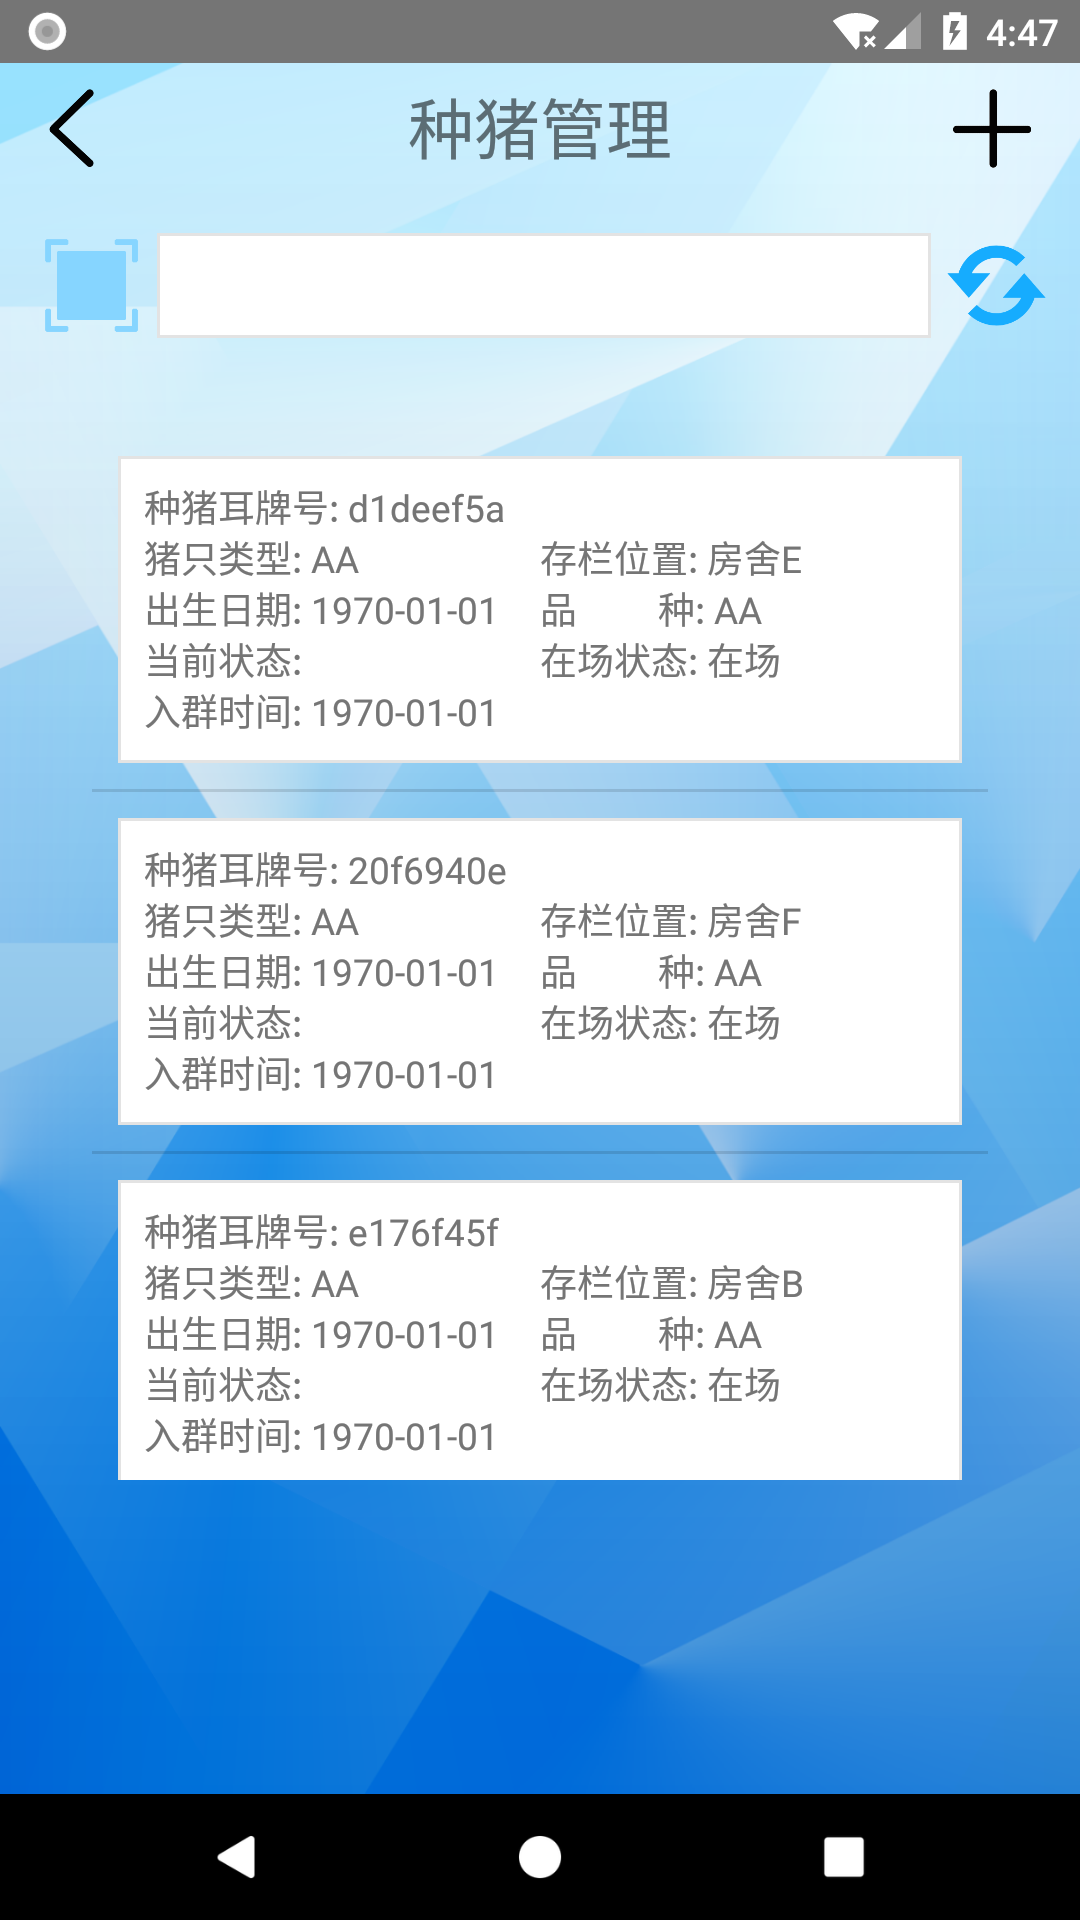 4:47
种猪管理
种猪耳牌号: d1deef5a
猪只类型: AA 存栏位置: 房舍E
出生日期: 1970-01-01 品 种: AA
当前状态: 在场状态: 在场
入群时间: 1970-01-01
种猪耳牌号: 20f6940e
猪只类型: AA 存栏位置: 房舍F
出生日期: 1970-01-01 品 种: AA
当前状态: 在场状态: 在场
入群时间: 1970-01-01
种猪耳牌号: e176f45f
猪只类型: AA 存栏位置: 房舍B
出生日期: 1970-01-01 品 种: AA
当前状态: 在场状态: 在场
入群时间: 1970-01-01